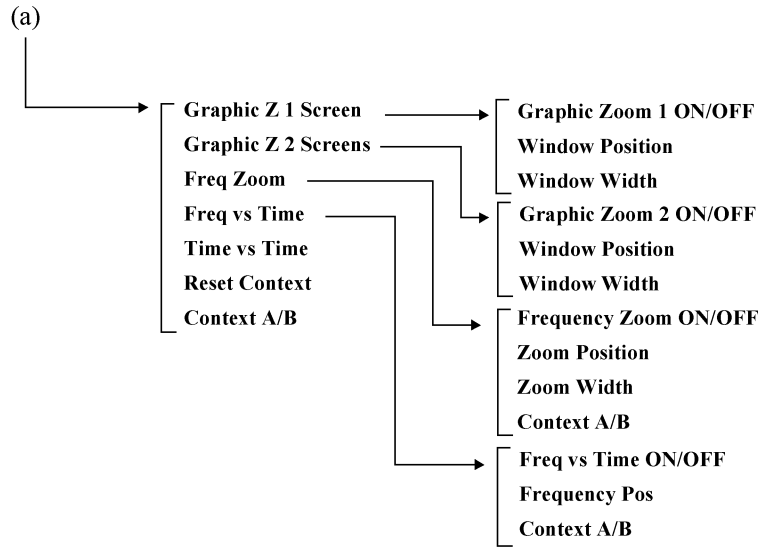 (a)
Graphic Z 1 Screen
Graphic Z 2 Screens
Freq Zoom
Freq vs Time
Time vs Time
Reset Context
Context A/B
Graphic Zoom 1 ON/OFF
Window Position
Window Width
Graphic Zoom 2 ON/OFF
Window Position
Window Width
Frequency Zoom ON/OFF
Zoom Position
Zoom Width
Context A/B
Freq vs Time ON/OFF
Frequency Pos
Context A/B